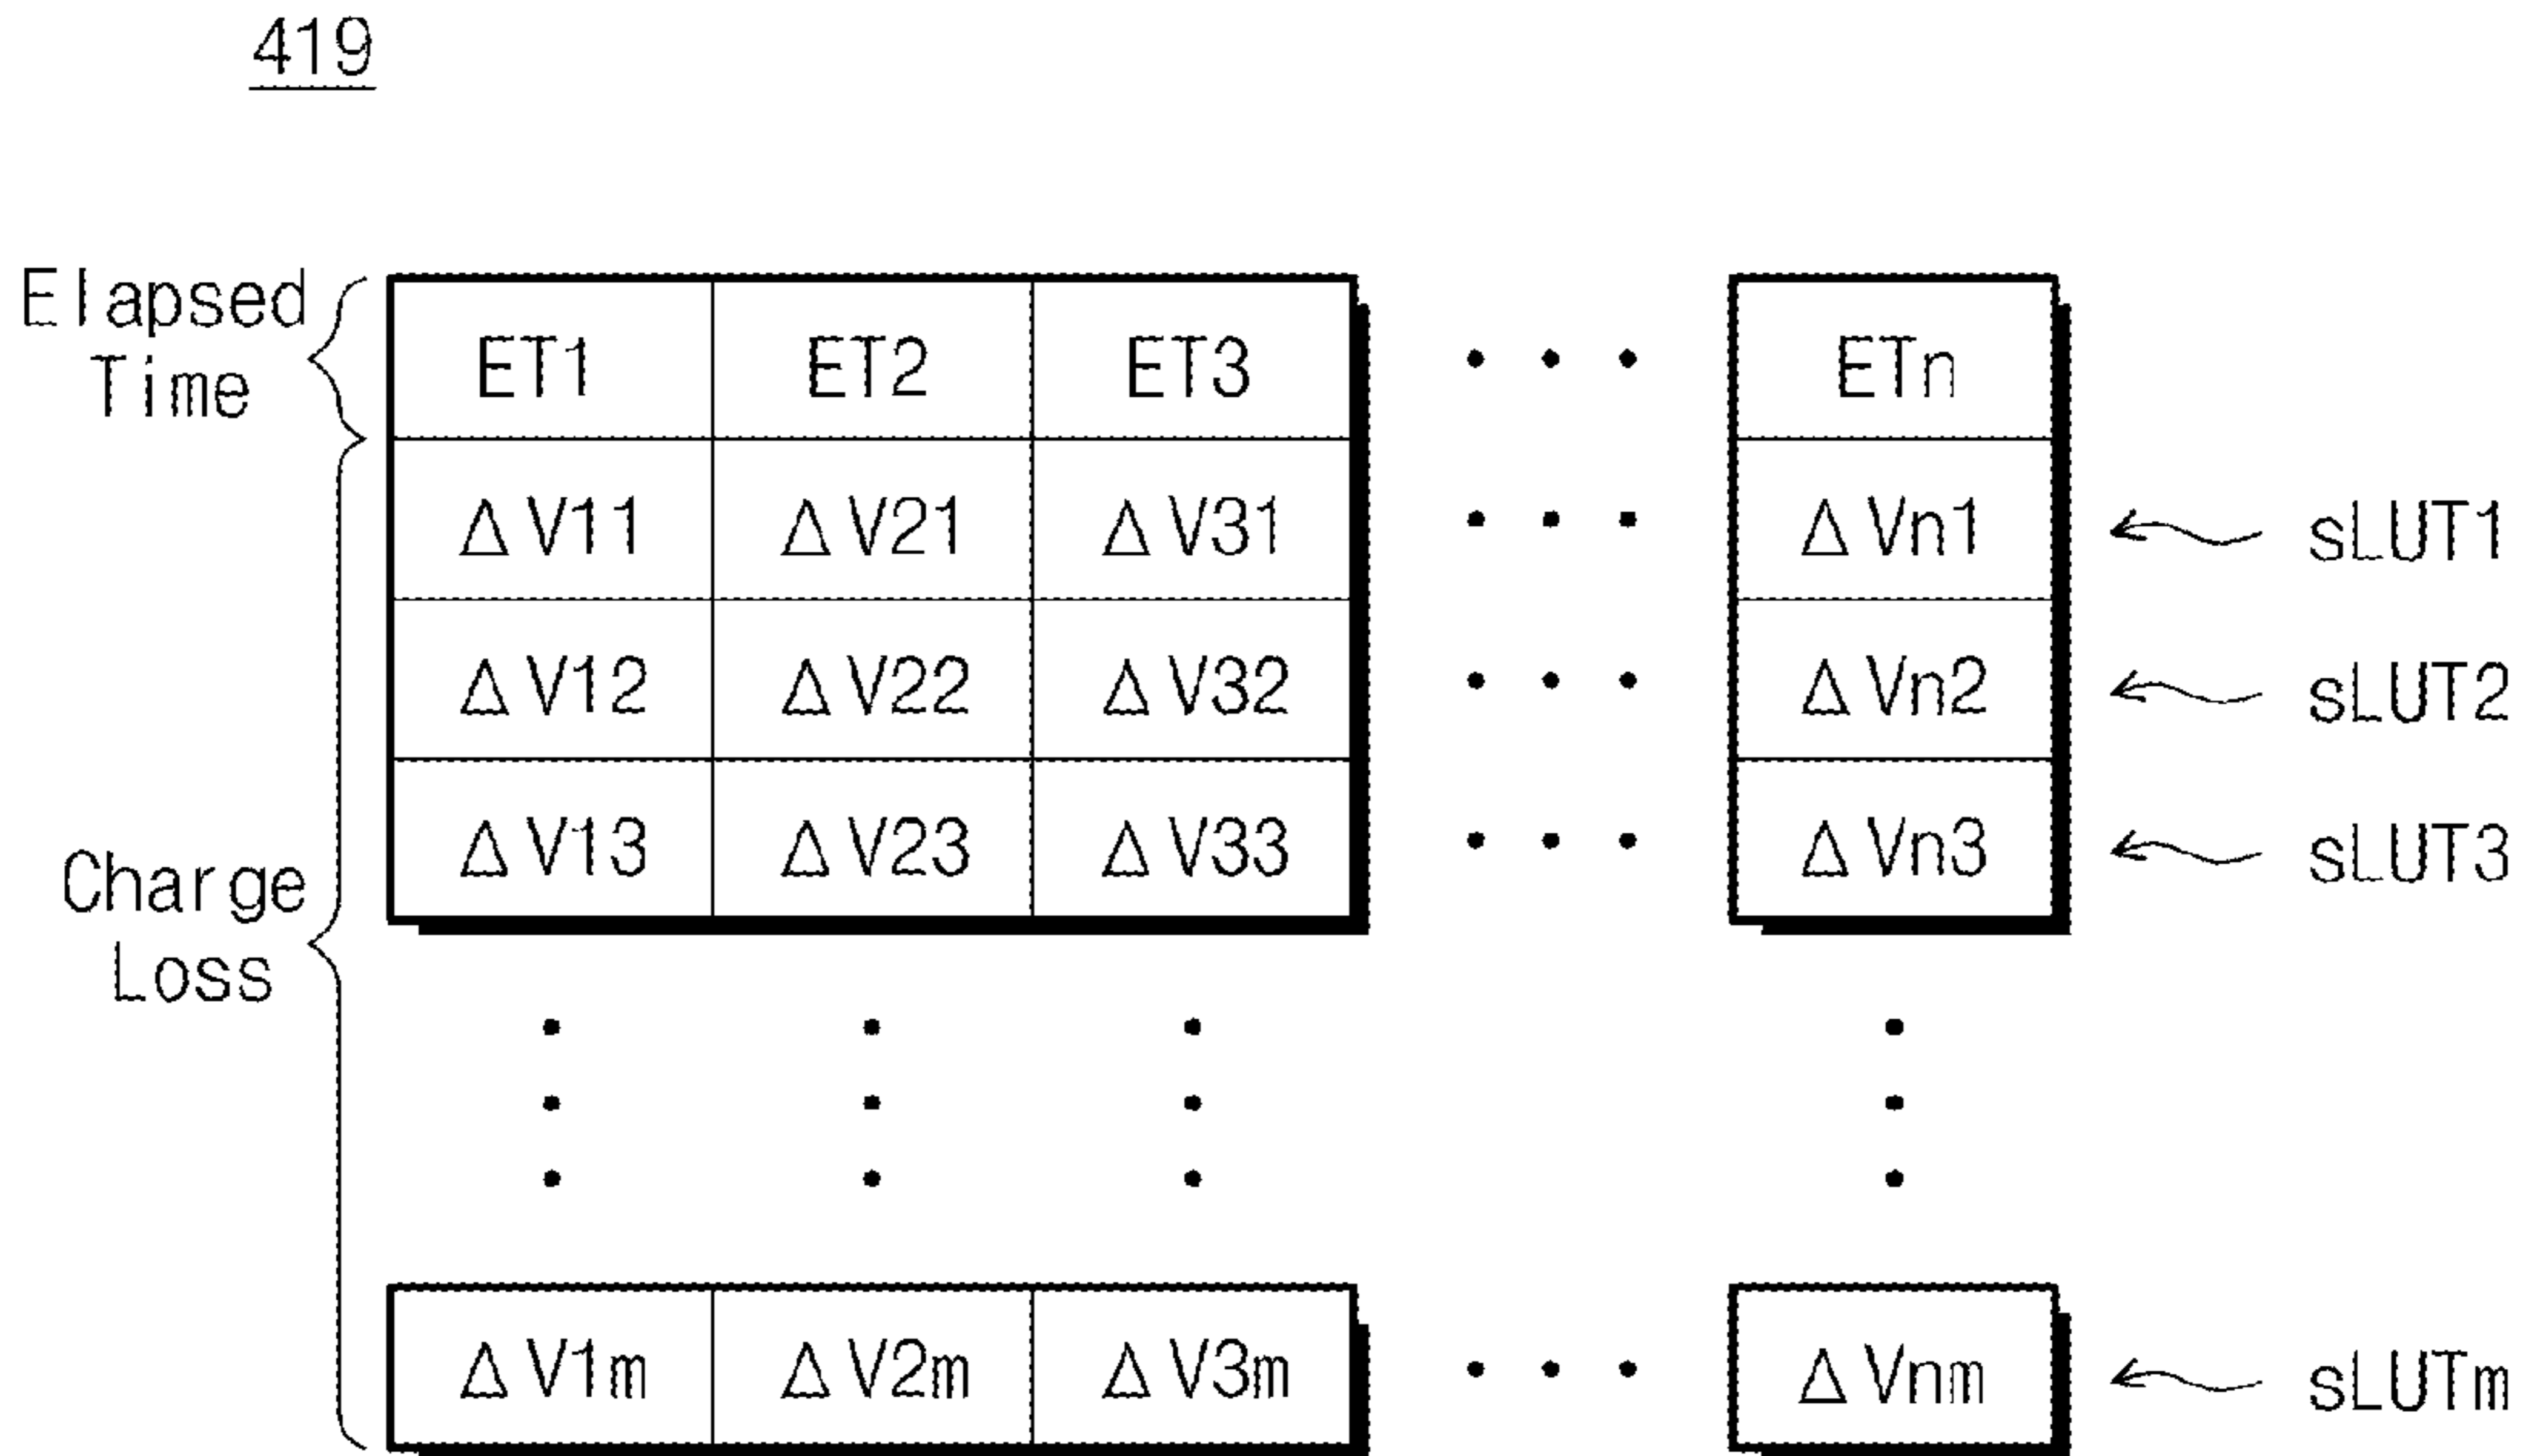 419
Elapsed
Time
ET1 ET2 ET3 • • • ETn
ΔV11 ΔV21 ΔV31 • • • ΔVn1 sLUT1
ΔV12 ΔV22 ΔV32 • • • ΔVn2 sLUT2
ΔV13 ΔV23 ΔV33 • • • ΔVn3 sLUT3
Charge
Loss
ΔV1m ΔV2m ΔV3m • • • ΔVnm sLUTm